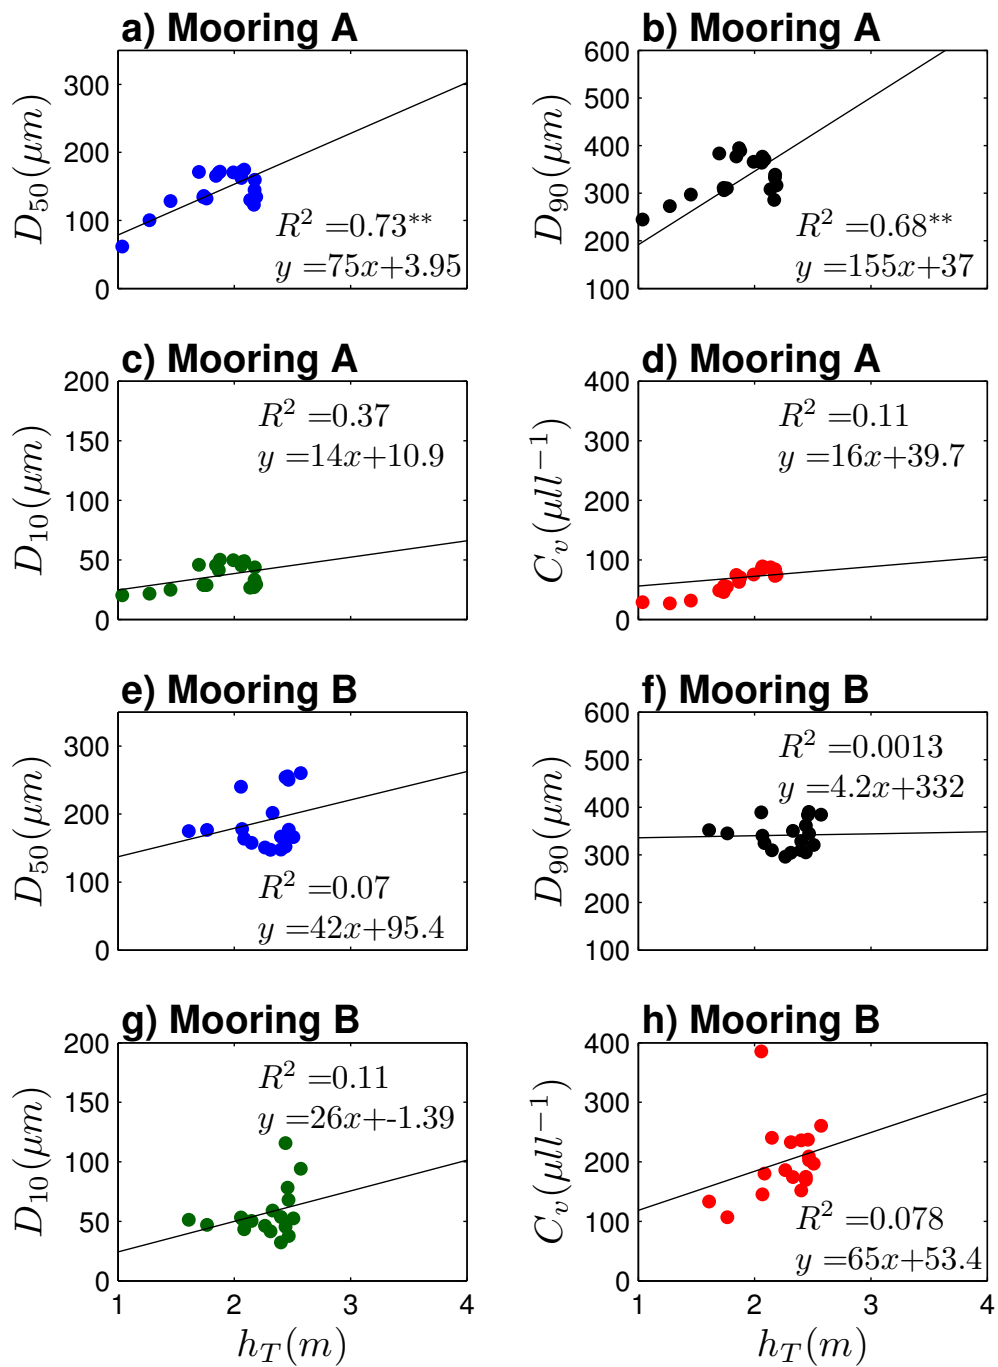 a) Mooring A
b) Mooring A
D50(μm)
300
200
100
0
R² =0.73**
y =75x+3.95
D90(μm)
600
500
400
300
200
100
R² =0.68**
y =155x+37
c) Mooring A
d) Mooring A
D10(μm)
200
150
100
50
0
R² =0.37
y =14x+10.9
Cv(μll⁻¹)
400
300
200
100
0
R² =0.11
y =16x+39.7
e) Mooring B
f) Mooring B
D50(μm)
300
200
100
0
R² =0.07
y =42x+95.4
D90(μm)
600
500
400
300
200
100
R² =0.0013
y =4.2x+332
g) Mooring B
h) Mooring B
D10(μm)
200
150
100
50
0
R² =0.11
y =26x+-1.39
1 2 3 4
hT(m)
Cv(μll⁻¹)
400
300
200
100
0
R² =0.078
y =65x+53.4
1 2 3 4
hT(m)